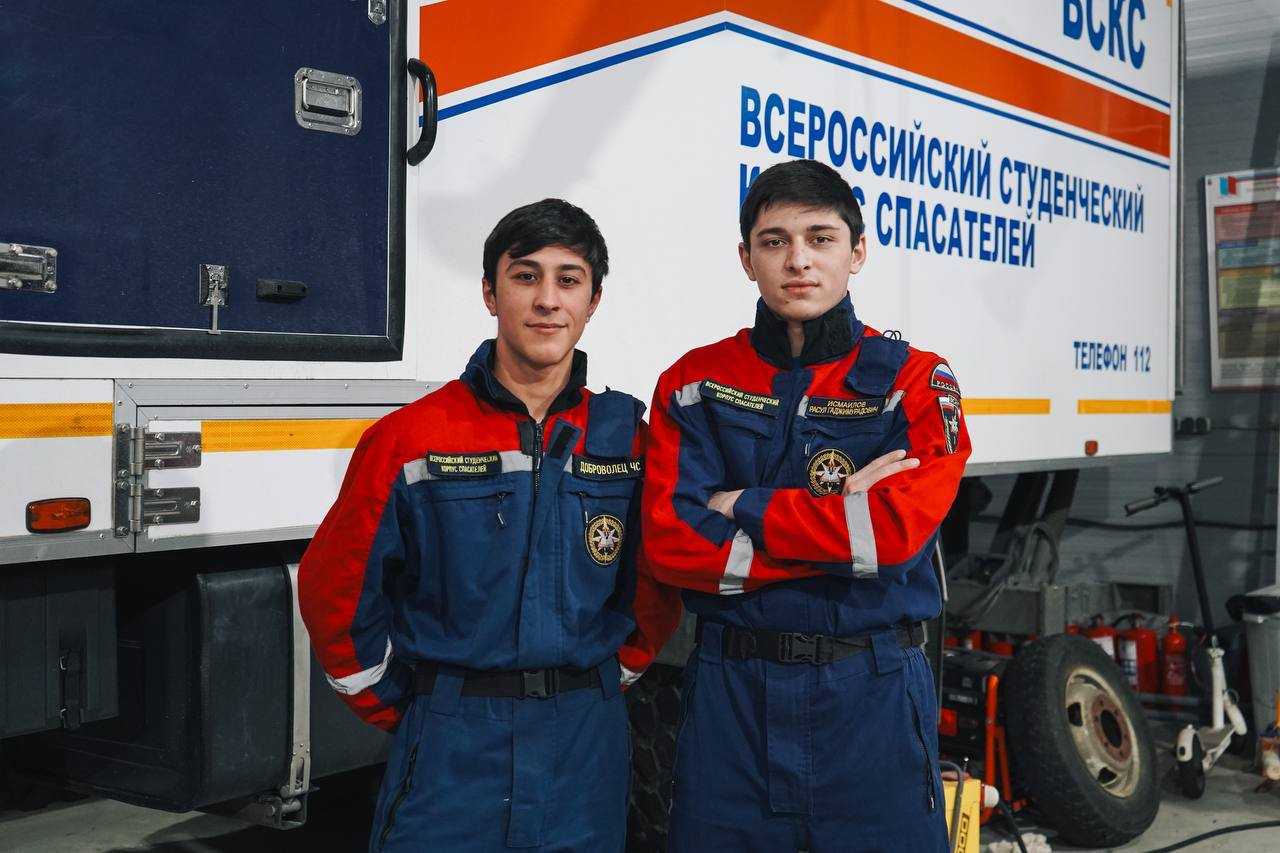 ВСКС
ВСЕРОССИЙСКИЙ СТУДЕНЧЕСКИЙ
СПАСАТЕЛЕЙ
ТЕЛЕФОН 112
ВСЕРОССИЙСКИЙ СТУДЕНЧЕСКИЙ
КОРПУС СПАСАТЕЛЕЙ
ДОБРОВОЛЕЦ ЧС
ВСЕРОССИЙСКИЙ СТУДЕНЧЕСКИЙ
КОРПУС СПАСАТЕЛЕЙ
ИСМАИЛОВ
РАСУЛ ГАДЖИМУРАДОВИЧ
РОССИЯ